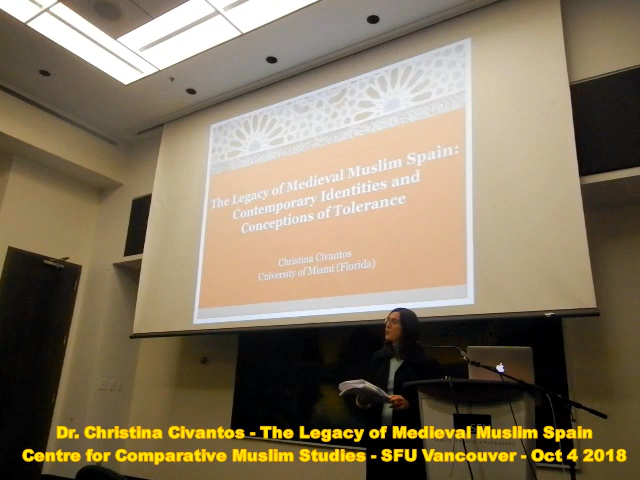 The Legacy of Medieval Muslim Spain:
Contemporary Identities and
Conceptions of Tolerance
Christina Civantos
University of Miami (Florida)
Dr. Christina Civantos - The Legacy of Medieval Muslim Spain
Centre for Comparative Muslim Studies - SFU Vancouver - Oct 4 2018